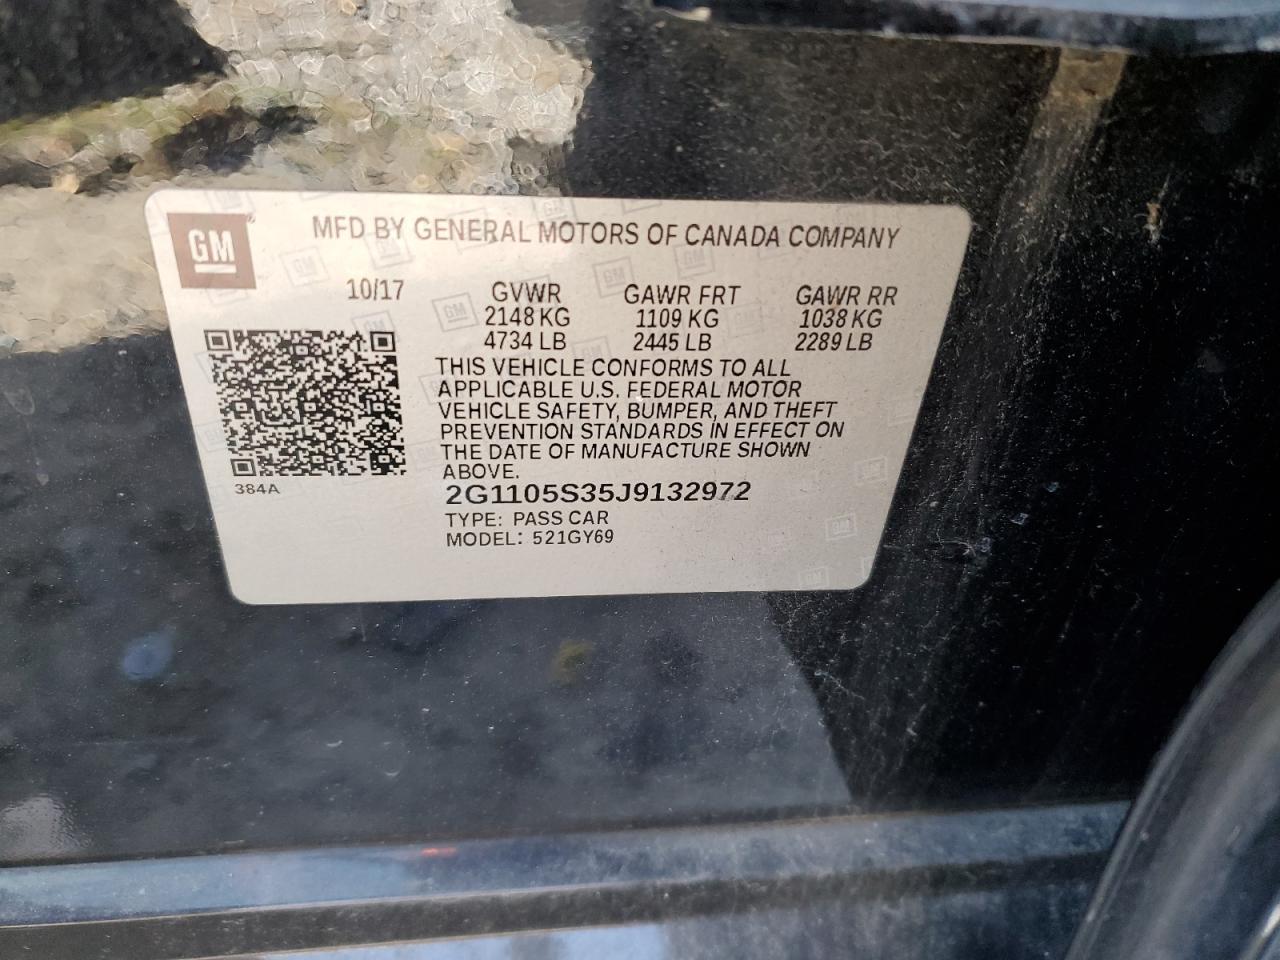 GM
MFD BY GENERAL MOTORS OF CANADA COMPANY
10/17 GVWR GAWR FRT GAWR RR
2148 KG 1109 KG 1038 KG
4734 LB 2445 LB 2289 LB
THIS VEHICLE CONFORMS TO ALL
APPLICABLE U.S. FEDERAL MOTOR
VEHICLE SAFETY, BUMPER, AND THEFT
PREVENTION STANDARDS IN EFFECT ON
THE DATE OF MANUFACTURE SHOWN
ABOVE.
384A
2G1105S35J9132972
TYPE: PASS CAR
MODEL: 521GY69